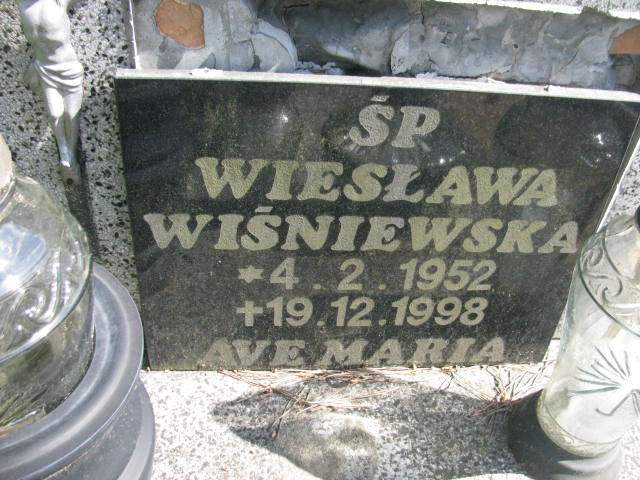 ŚP
WIESŁAWA
WIŚNIEWSKA
*4.2.1952
+19.12.1998
AVE MARIA